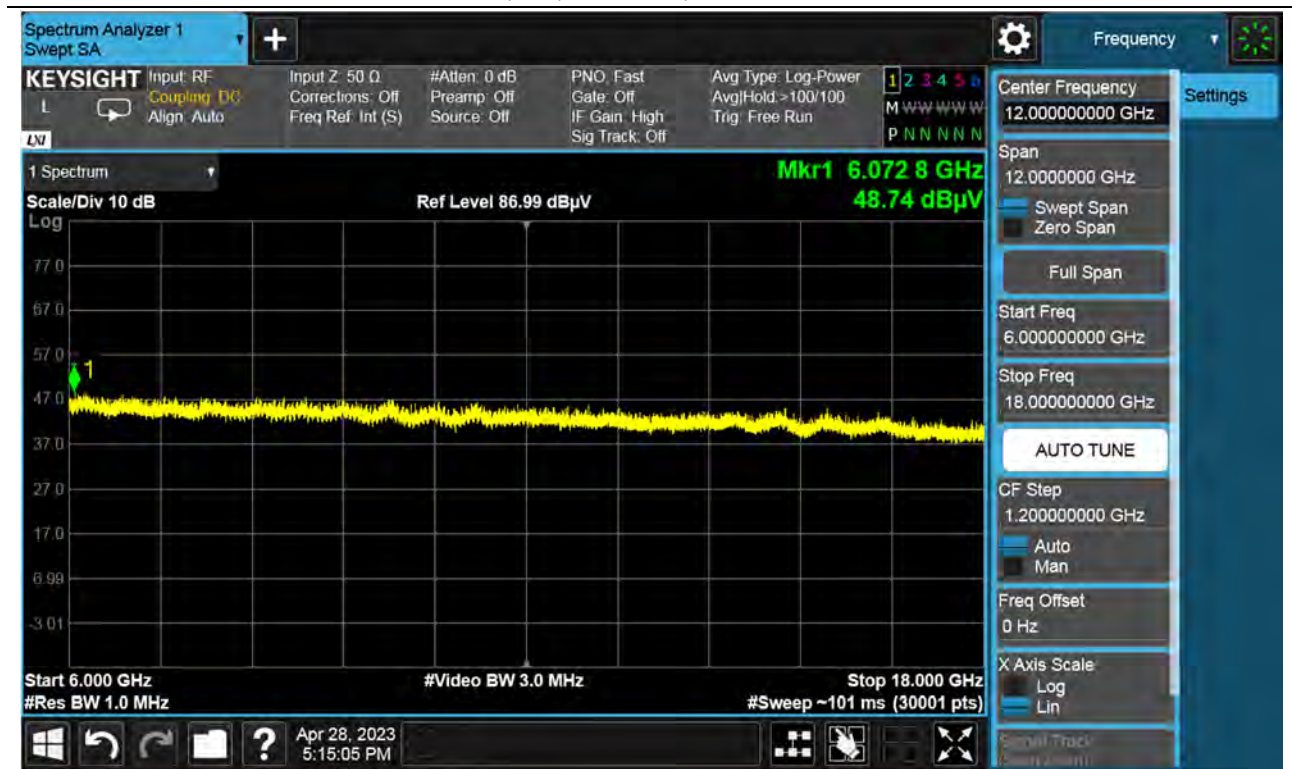 Spectrum Analyzer 1
Swept SA
+
Frequency
KEYSIGHT
L
LXI
Input: RF
Coupling: DC
Align: Auto
Input Z: 50 Ω
Corrections: Off
Freq Ref: Int (S)
#Atten: 0 dB
Preamp: Off
Source: Off
PNO: Fast
Gate: Off
IF Gain: High
Sig Track: Off
Avg Type: Log-Power
Avg|Hold:>100/100
Trig: Free Run
1 2 3 4 5 6
M W W W W W
P N N N N N
1 Spectrum
Mkr1 6.072 8 GHz
48.74 dBµV
Scale/Div 10 dB
Ref Level 86.99 dBµV
Log
77.0
67.0
57.0
47.0
37.0
27.0
17.0
6.99
-3.01
1
Start 6.000 GHz
#Video BW 3.0 MHz
Stop 18.000 GHz
#Res BW 1.0 MHz
#Sweep ~101 ms (30001 pts)
?
Apr 28, 2023
5:15:05 PM
Center Frequency
12.000000000 GHz
Settings
Span
12.0000000 GHz
Swept Span
Zero Span
Full Span
Start Freq
6.000000000 GHz
Stop Freq
18.000000000 GHz
AUTO TUNE
CF Step
1.200000000 GHz
Auto
Man
Freq Offset
0 Hz
X Axis Scale
Log
Lin
Signal Track